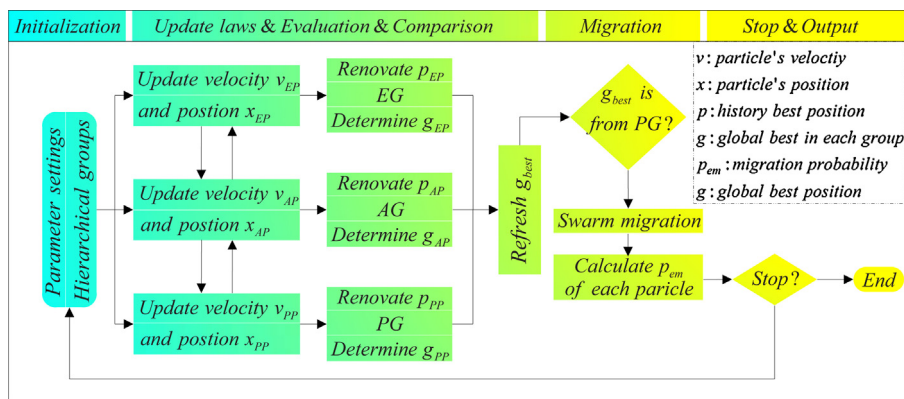 Initialization
Update laws & Evaluation & Comparison
Migration
Stop & Output
Parameter settings
Hierarchical groups
Update velocity v_EP
and postion x_EP
Update velocity v_AP
and postion x_AP
Update velocity v_PP
and postion x_PP
Renovate p_EP
EG
Determine g_EP
Renovate p_AP
AG
Determine g_AP
Renovate p_PP
PG
Determine g_PP
Refresh g_best
g_best is
from PG?
Swarm migration
Calculate p_em
of each paricle
Stop?
End
v: particle's veloctiy
x: particle's position
p: history best position
g: global best in each group
p_em: migration probability
g: global best position